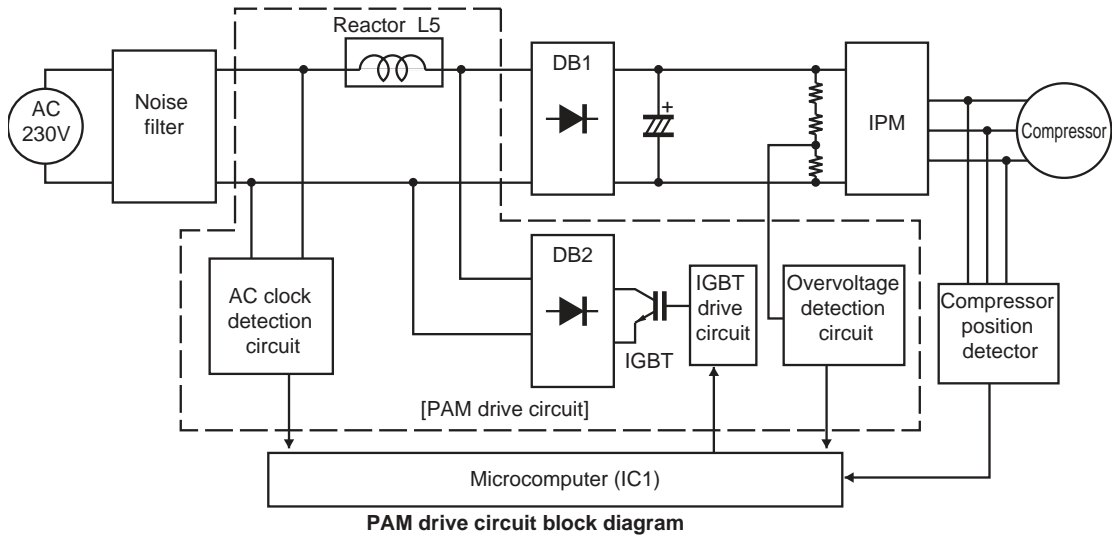 Reactor L5
AC
230V
Noise
filter
DB1
+
IPM
Compressor
DB2
IGBT
AC clock
detection
circuit
IGBT
drive
circuit
Overvoltage
detection
circuit
Compressor
position
detector
[PAM drive circuit]
Microcomputer (IC1)
PAM drive circuit block diagram